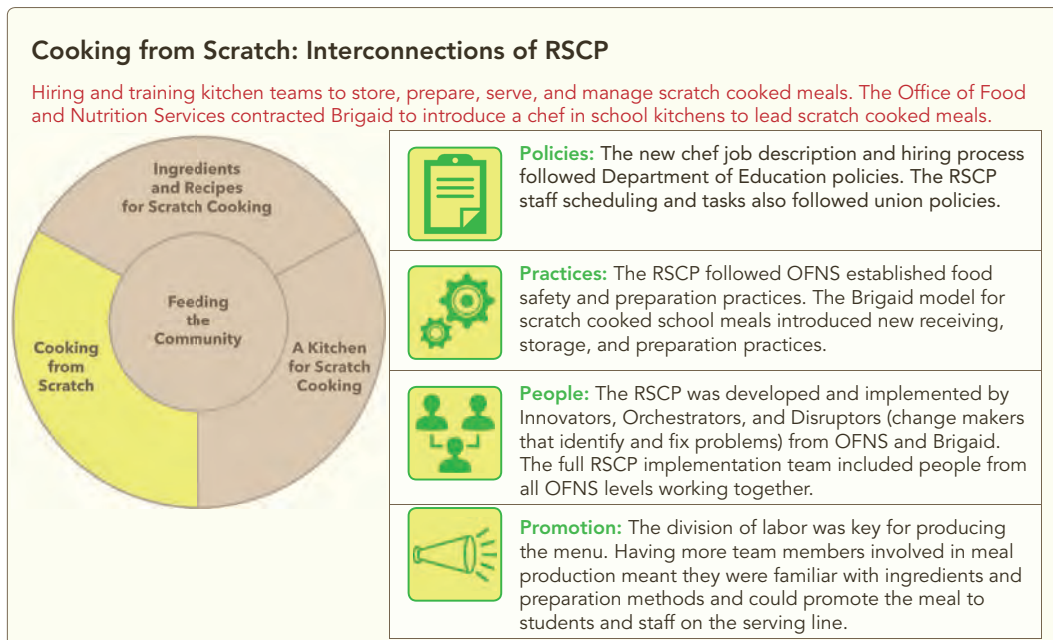 Cooking from Scratch: Interconnections of RSCP
Hiring and training kitchen teams to store, prepare, serve, and manage scratch cooked meals. The Office of Food
and Nutrition Services contracted Brigaid to introduce a chef in school kitchens to lead scratch cooked meals.
Ingredients
and Recipes
for Scratch Cooking
Feeding
the
Community
Cooking
from
Scratch
A Kitchen
for Scratch
Cooking
Policies: The new chef job description and hiring process
followed Department of Education policies. The RSCP
staff scheduling and tasks also followed union policies.
Practices: The RSCP followed OFNS established food
safety and preparation practices. The Brigaid model for
scratch cooked school meals introduced new receiving,
storage, and preparation practices.
People: The RSCP was developed and implemented by
Innovators, Orchestrators, and Disruptors (change makers
that identify and fix problems) from OFNS and Brigaid.
The full RSCP implementation team included people from
all OFNS levels working together.
Promotion: The division of labor was key for producing
the menu. Having more team members involved in meal
production meant they were familiar with ingredients and
preparation methods and could promote the meal to
students and staff on the serving line.